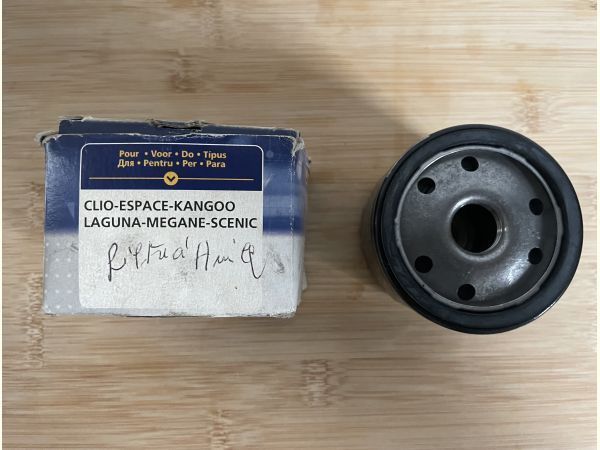 Pour • Voor • Do • Tipus
Для • Pentru • Per • Para
CLIO-ESPACE-KANGOO
LAGUNA-MEGANE-SCENIC